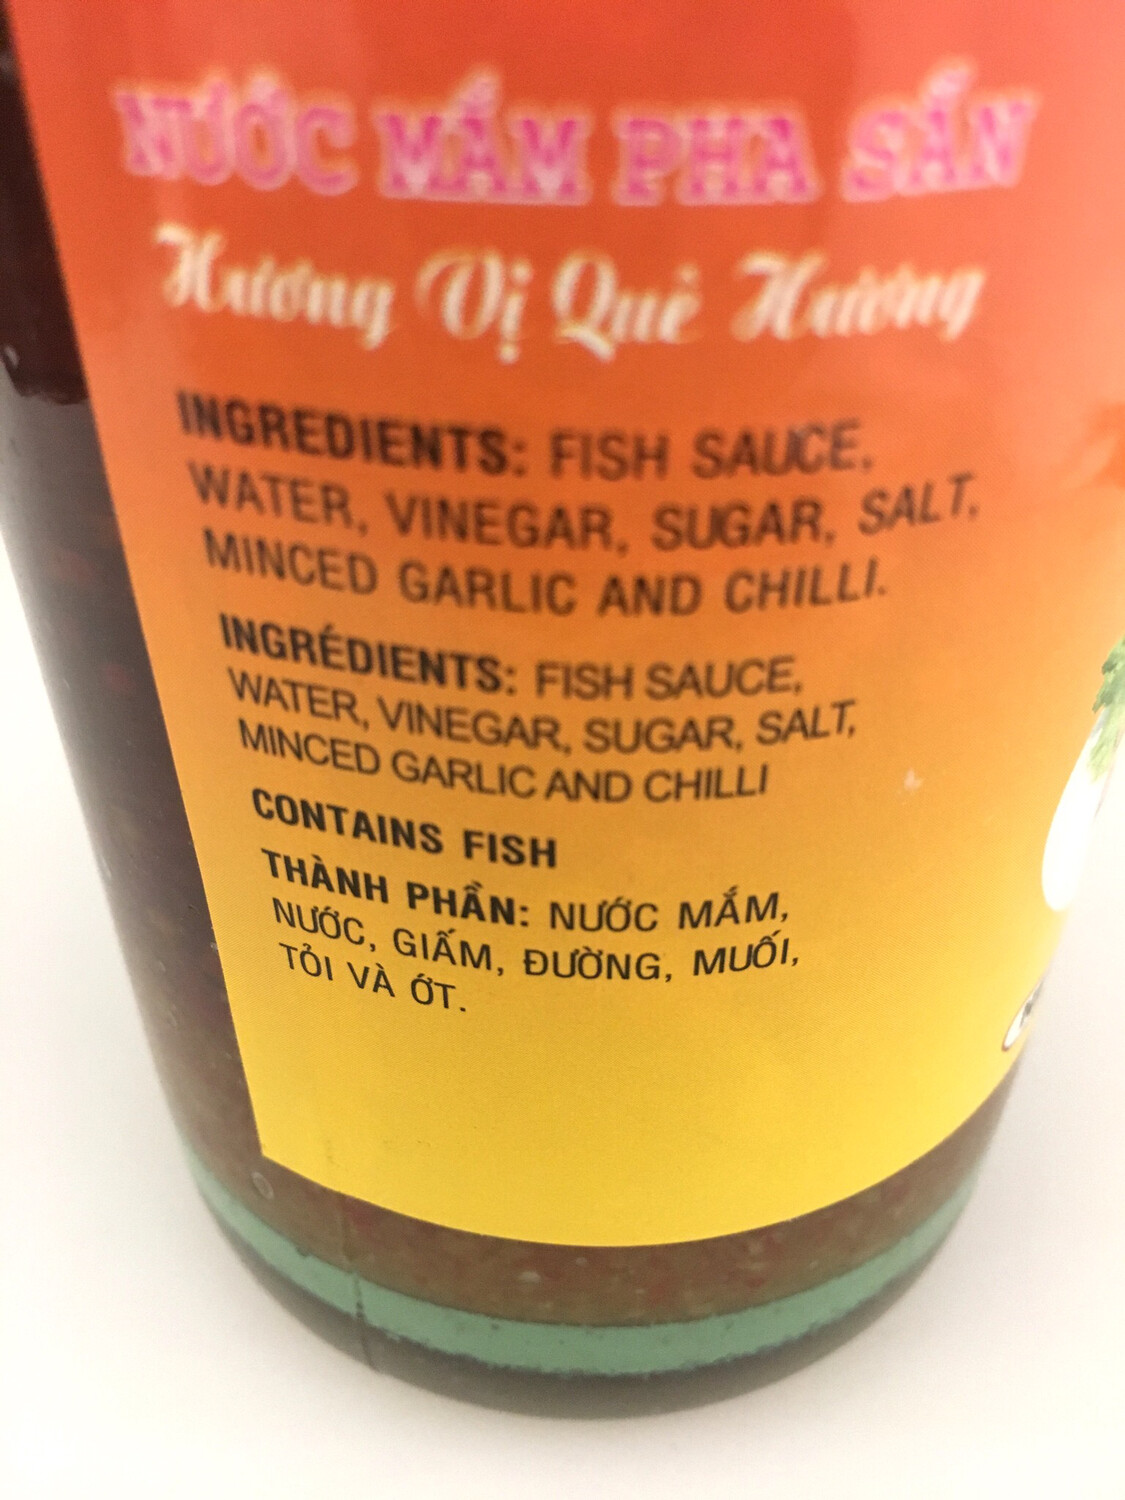 NƯỚC MẮM PHA SẴN
Hương Vị Quê Hương
INGREDIENTS: FISH SAUCE,
WATER, VINEGAR, SUGAR, SALT,
MINCED GARLIC AND CHILLI.
INGRÉDIENTS: FISH SAUCE,
WATER, VINEGAR, SUGAR, SALT,
MINCED GARLIC AND CHILLI
CONTAINS FISH
THÀNH PHẦN: NƯỚC MẮM,
NƯỚC, GIẤM, ĐƯỜNG, MUỐI,
TỎI VÀ ỚT.